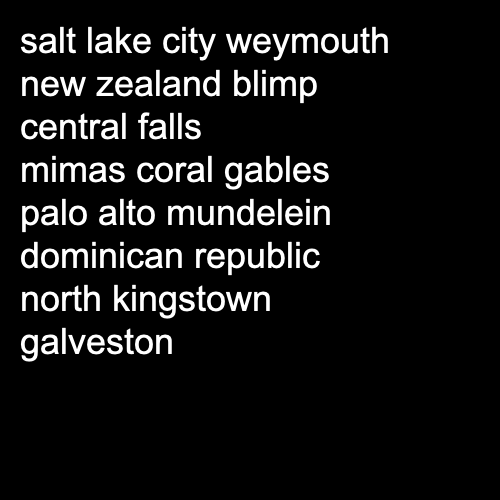 salt lake city weymouth
new zealand blimp
central falls
mimas coral gables
palo alto mundelein
dominican republic
north kingstown
galveston